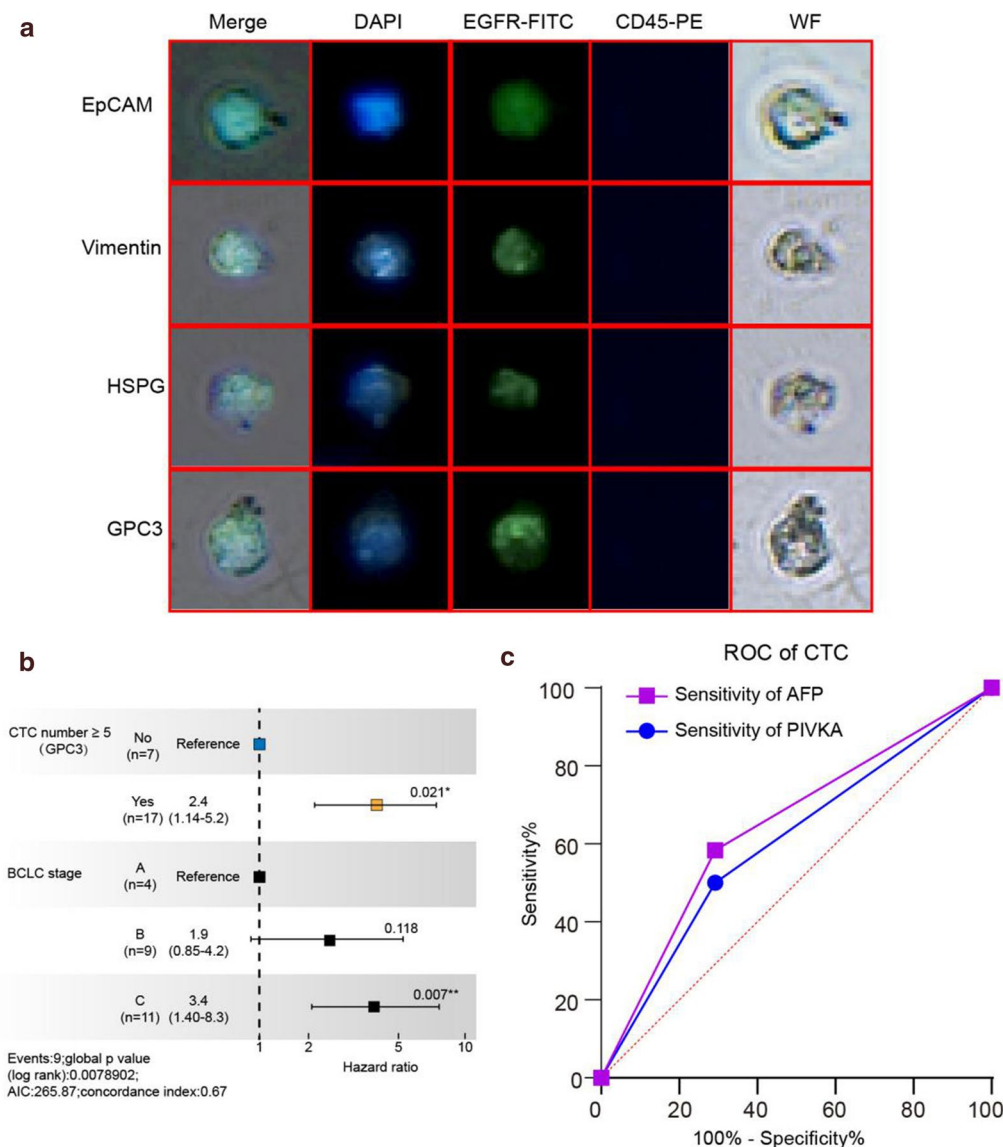 a
Merge DAPI EGFR-FITC CD45-PE WF
EpCAM
Vimentin
HSPG
GPC3
b
CTC number ≥ 5
(GPC3)
No
(n=7)
Reference
Yes
(n=17)
2.4
(1.14-5.2)
0.021*
BCLC stage
A
(n=4)
Reference
B
(n=9)
1.9
(0.85-4.2)
0.118
C
(n=11)
3.4
(1.40-8.3)
0.007**
1 2 5 10
Hazard ratio
Events:9;global p value
(log rank):0.0078902;
AIC:265.87;concordance index:0.67
c
ROC of CTC
Sensitivity of AFP
Sensitivity of PIVKA
Sensitivity%
100
80
60
40
20
0
0 20 40 60 80 100
100% - Specificity%